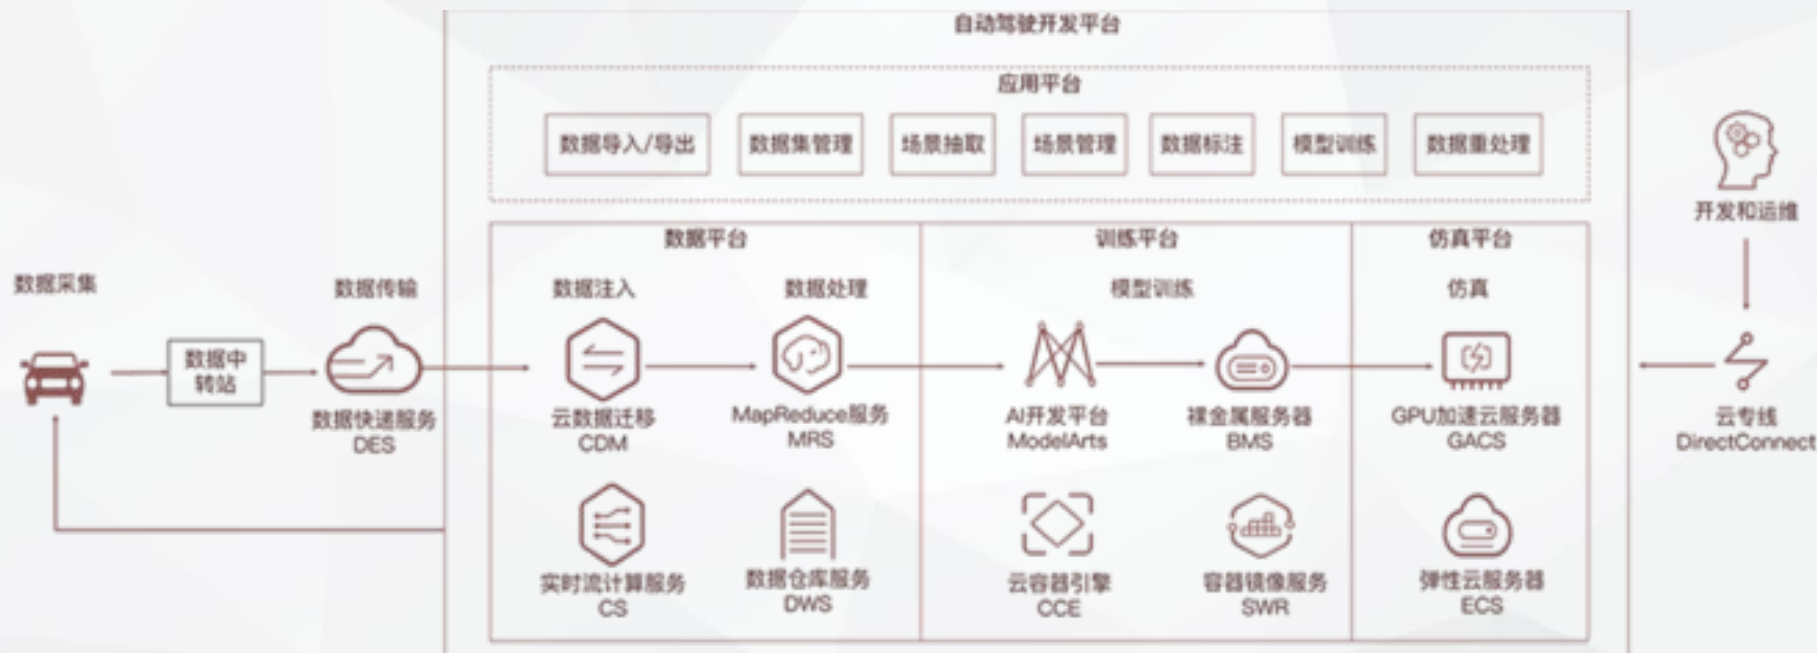 自动驾驶开发平台
应用平台
数据导入/导出
数据集管理
场景抽取
场景管理
数据标注
模型训练
数据重处理
开发和运维
数据平台
训练平台
仿真平台
数据采集
数据传输
数据注入
数据处理
模型训练
仿真
数据中
转站
数据快递服务
DES
云数据迁移
CDM
MapReduce服务
MRS
AI开发平台
ModelArts
裸金属服务器
BMS
GPU加速云服务器
GACS
云专线
DirectConnect
实时流计算服务
CS
数据仓库服务
DWS
云容器引擎
CCE
容器镜像服务
SWR
弹性云服务器
ECS